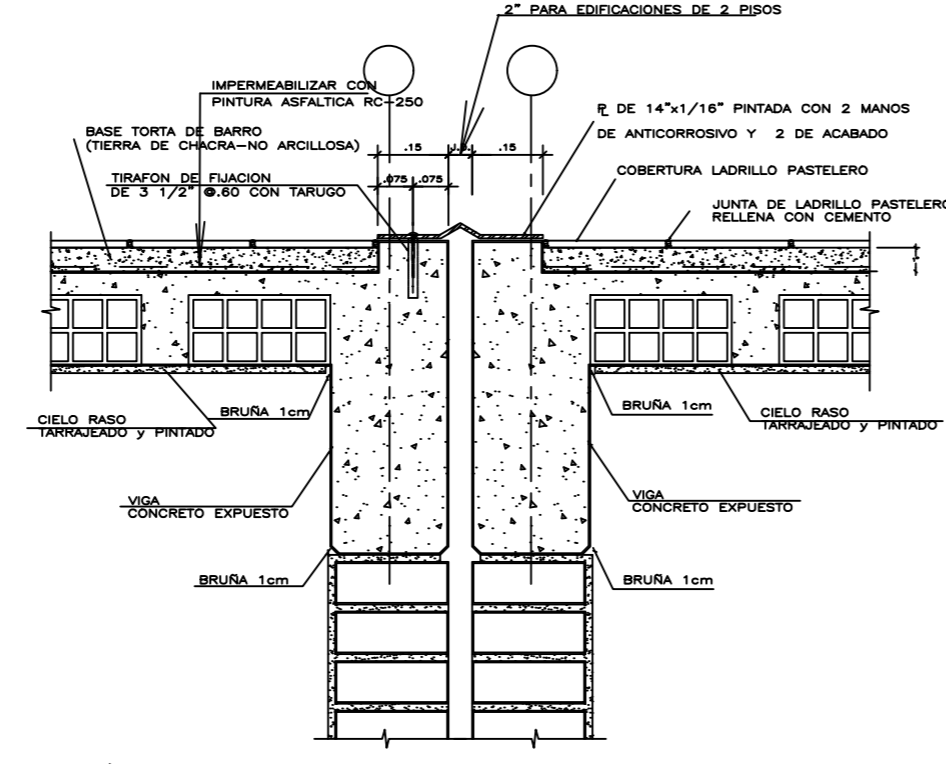 2" PARA EDIFICACIONES DE 2 PISOS
IMPERMEABILIZAR CON
PINTURA ASFALTICA RC-250
BASE TORTA DE BARRO
(TIERRA DE CHACRA-NO ARCILLOSA)
TIRAFON DE FIJACION
DE 3 1/2" @.60 CON TARUGO
.15
.15
.075
.075
DE 14"x1/16" PINTADA CON 2 MANOS
DE ANTICORROSIVO Y 2 DE ACABADO
COBERTURA LADRILLO PASTELERO
JUNTA DE LADRILLO PASTELERO
RELLENA CON CEMENTO
BRUÑA 1cm
CIELO RASO
TARRAJEADO y PINTADO
BRUÑA 1cm
CIELO RASO
TARRAJEADO y PINTADO
VIGA
CONCRETO EXPUESTO
VIGA
CONCRETO EXPUESTO
BRUÑA 1cm
BRUÑA 1cm